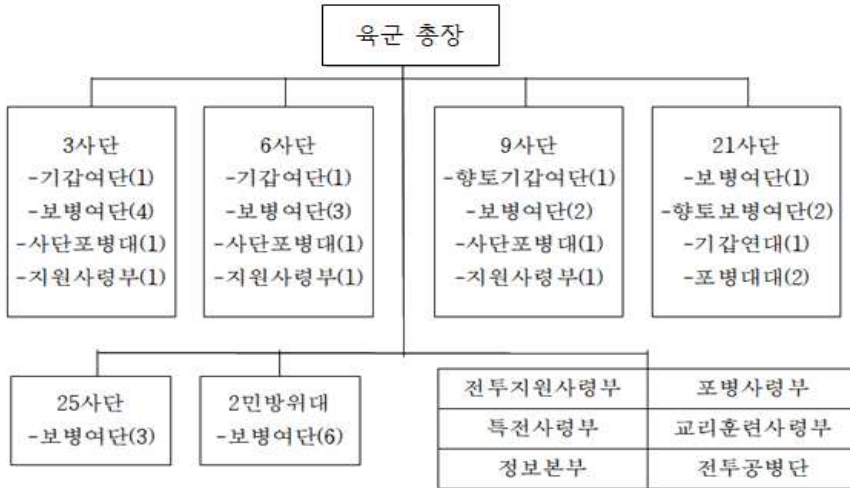 육군 총장
3사단
-기갑여단(1)
-보병여단(4)
-사단포병대(1)
-지원사령부(1)
6사단
-기갑여단(1)
-보병여단(3)
-사단포병대(1)
-지원사령부(1)
9사단
-향토기갑여단(1)
-보병여단(2)
-사단포병대(1)
-지원사령부(1)
21사단
-보병여단(1)
-향토보병여단(2)
-기갑연대(1)
-포병대대(2)
25사단
-보병여단(3)
2민방위대
-보병여단(6)
전투지원사령부
포병사령부
특전사령부
교리훈련사령부
정보본부
전투공병단